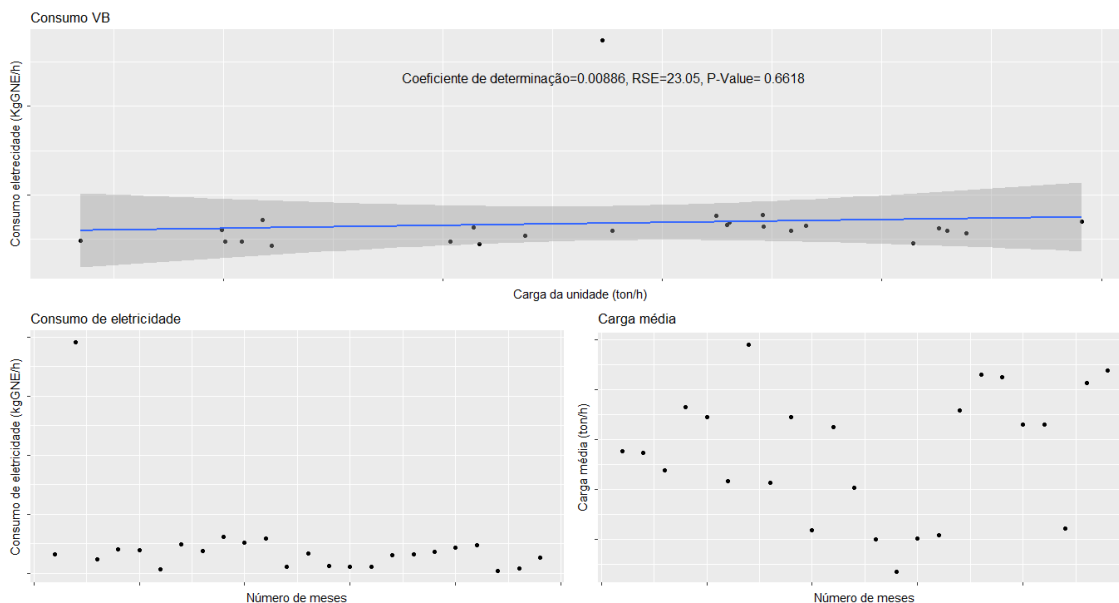 Consumo VB
Coeficiente de determinação=0.00886, RSE=23.05, P-Value= 0.6618
Consumo eletrecidade (KgGNE/h)
Carga da unidade (ton/h)
Consumo de eletricidade
Consumo de eletricidade (kgGNE/h)
Número de meses
Carga média
Carga média (ton/h)
Número de meses